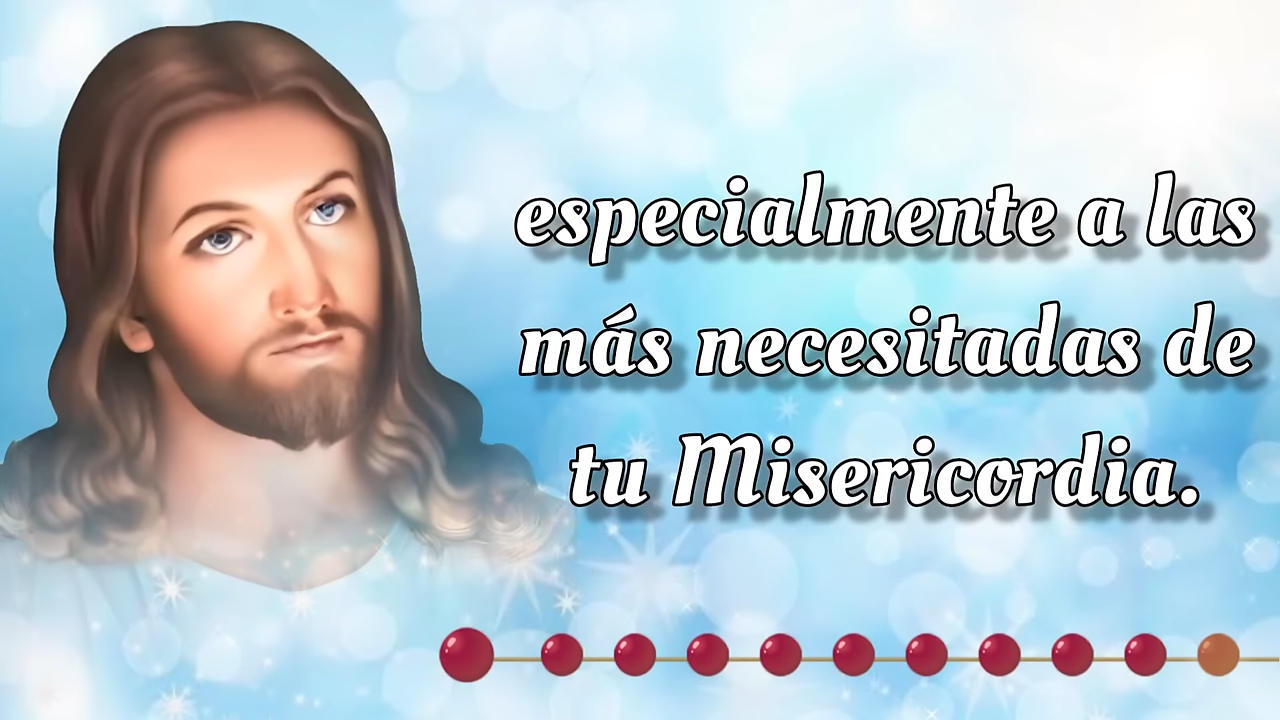 especialmente a las
más necesitadas de
tu Misericordia.